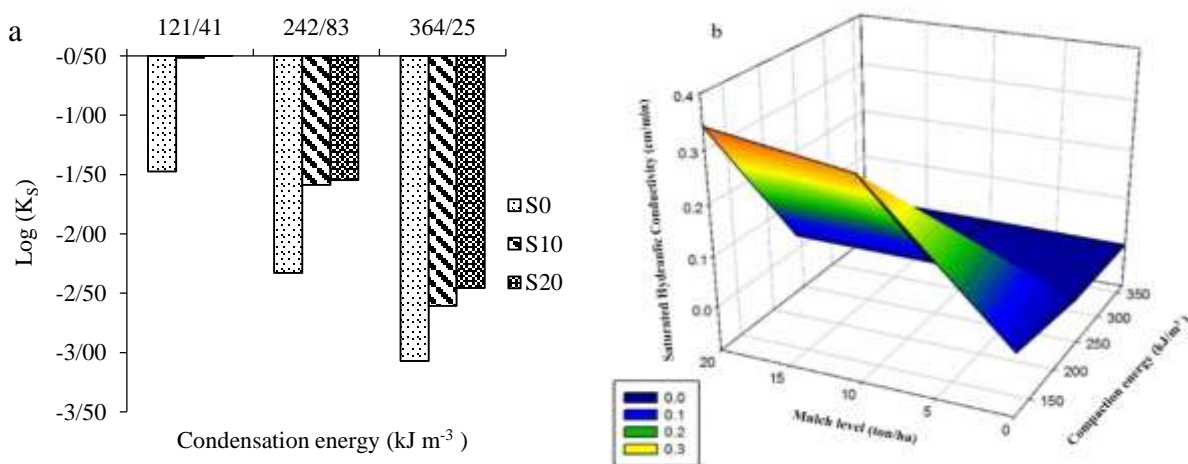 a
121/41 242/83 364/25
-0/50
-1/00
-1/50
-2/00
-2/50
-3/00
-3/50
Log (KS)
S0
S10
S20
Condensation energy (kJ m-3 )
b
Saturated Hydraulic Conductivity (cm/min)
0.4
0.3
0.2
0.1
0.0
20
15
10
5
0
Mulch level (ton/ha)
150
200
250
300
350
Compaction energy (kJ/m3)
0.0
0.1
0.2
0.3